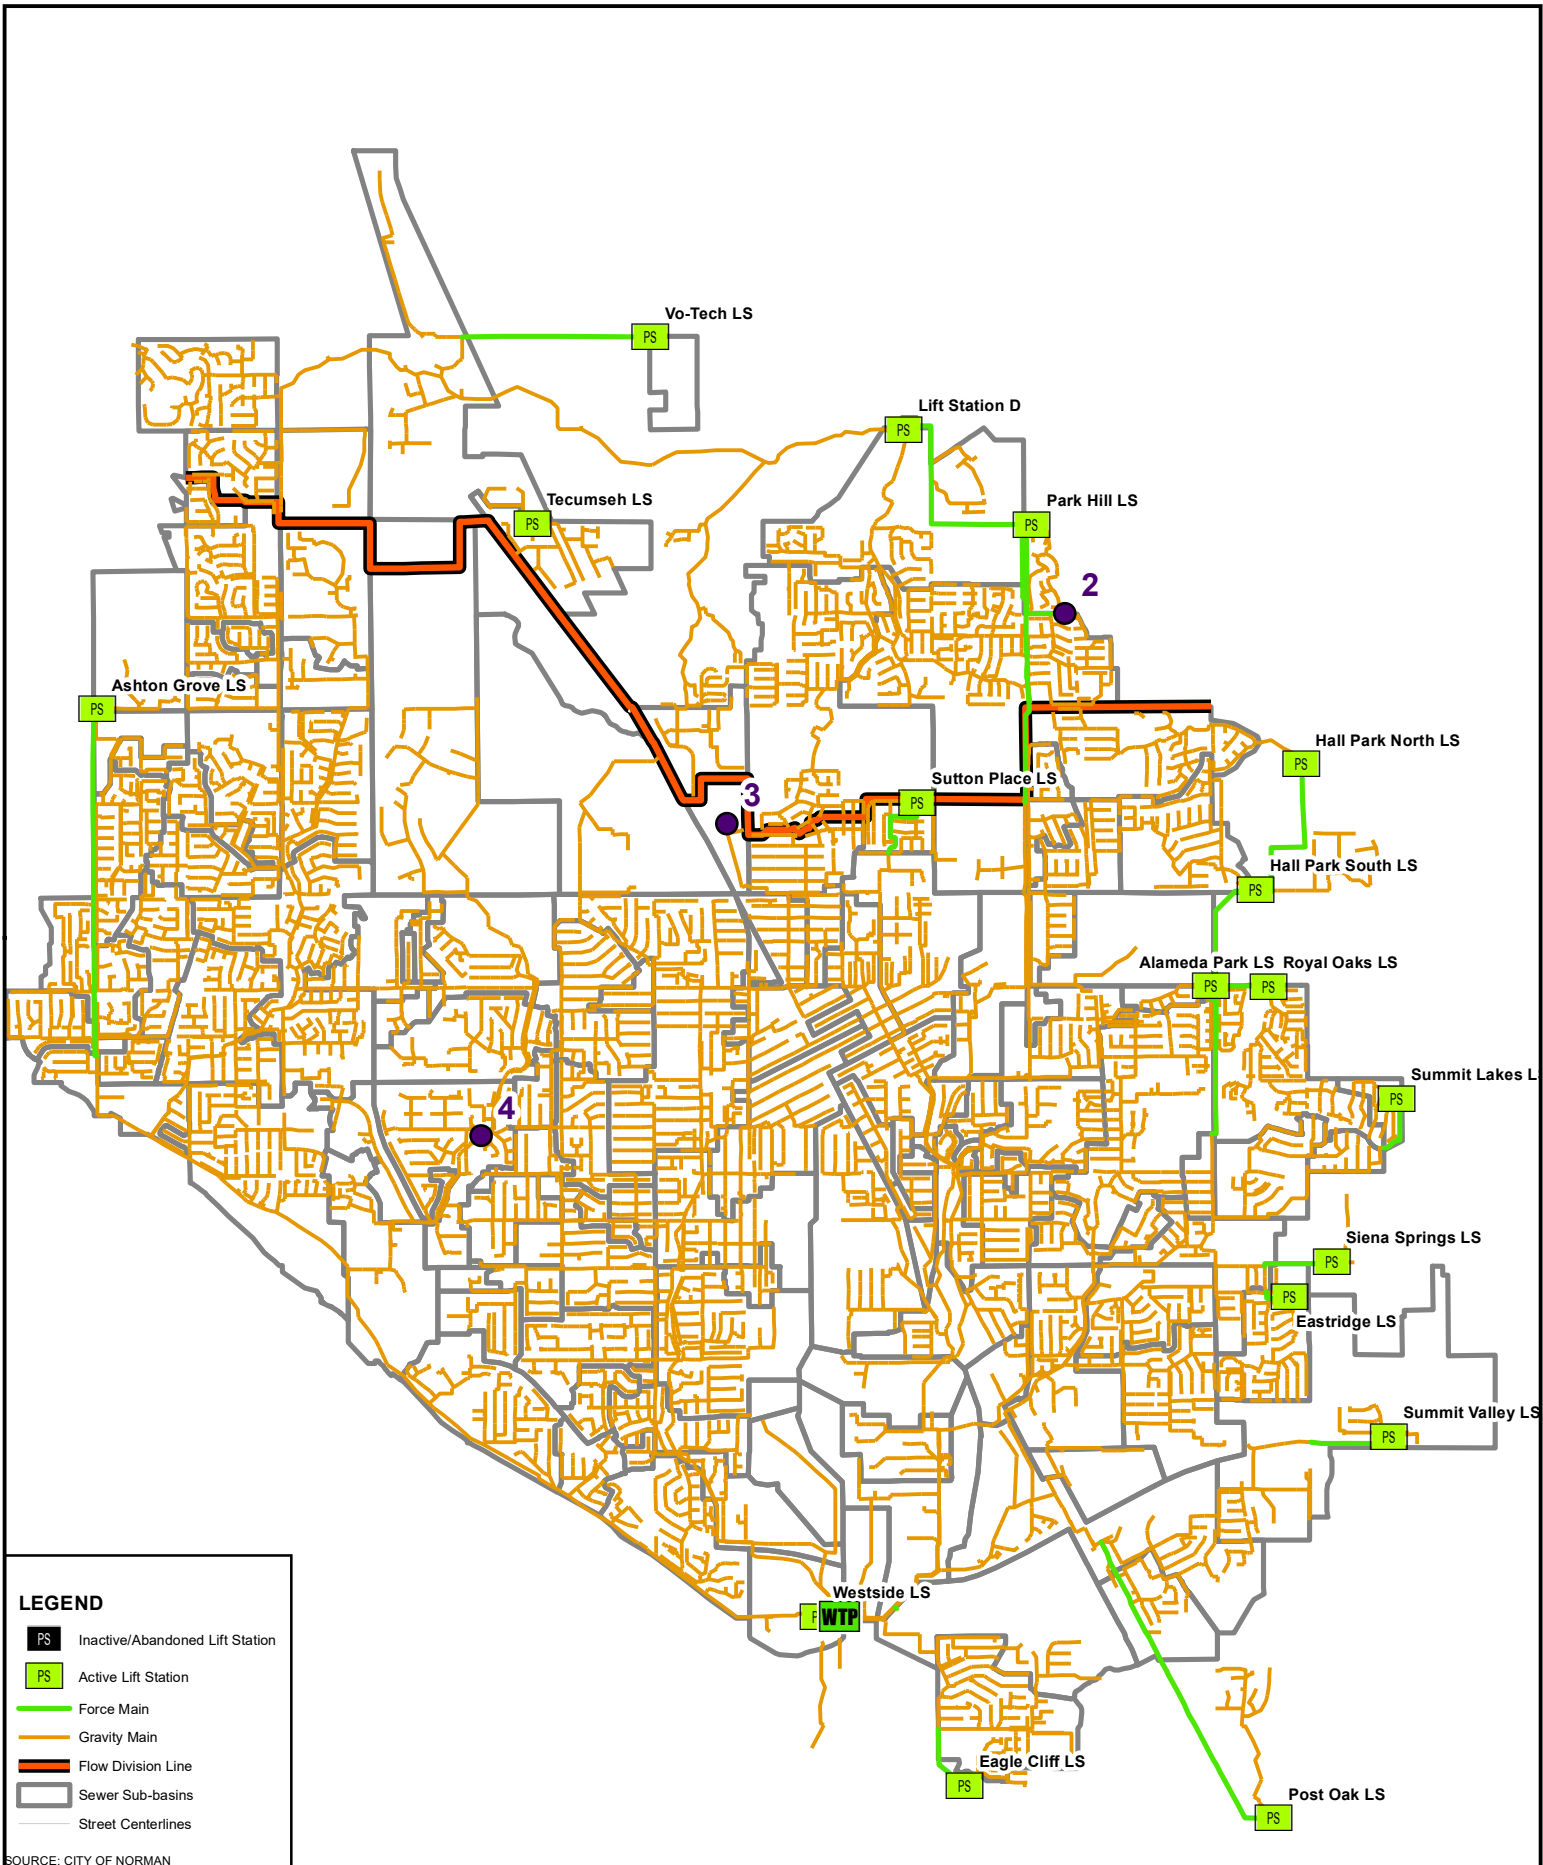 Vo-Tech LS
PS
Lift Station D
PS
Tecumseh LS
PS
Park Hill LS
PS
2
Ashton Grove LS
PS
Hall Park North LS
PS
Sutton Place LS
PS
3
Hall Park South LS
PS
Alameda Park LS
Royal Oaks LS
PS
PS
Summit Lakes
PS
4
Siena Springs LS
PS
PS
Eastridge LS
Summit Valley LS
PS
Westside LS
WTP
Eagle Cliff LS
PS
Post Oak LS
PS
LEGEND
PS Inactive/Abandoned Lift Station
PS Active Lift Station
Force Main
Gravity Main
Flow Division Line
Sewer Sub-basins
Street Centerlines
SOURCE: CITY OF NORMAN